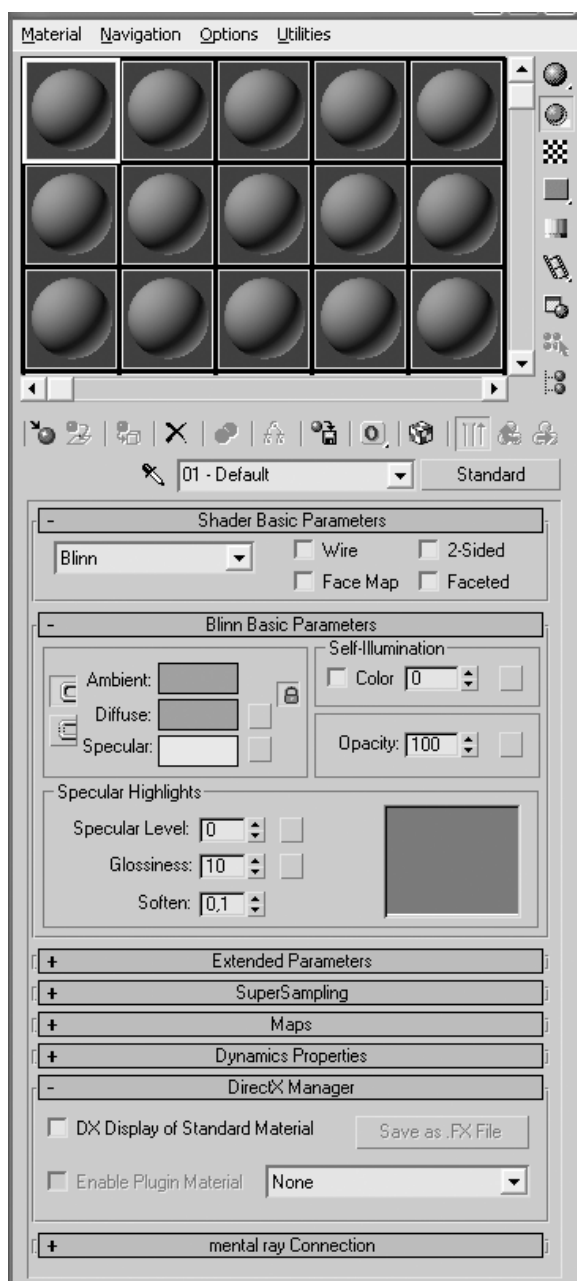 Material Navigation Options Utilities
01 - Default Standard
- Shader Basic Parameters
Blinn Wire 2-Sided
Face Map Faceted
- Blinn Basic Parameters
Self-Illumination
Ambient: Color 0
Diffuse:
Specular: Opacity: 100
Specular Highlights
Specular Level: 0
Glossiness: 10
Soften: 0,1
+ Extended Parameters
+ SuperSampling
+ Maps
+ Dynamics Properties
- DirectX Manager
DX Display of Standard Material Save as .FX File
Enable Plugin Material None
+ mental ray Connection